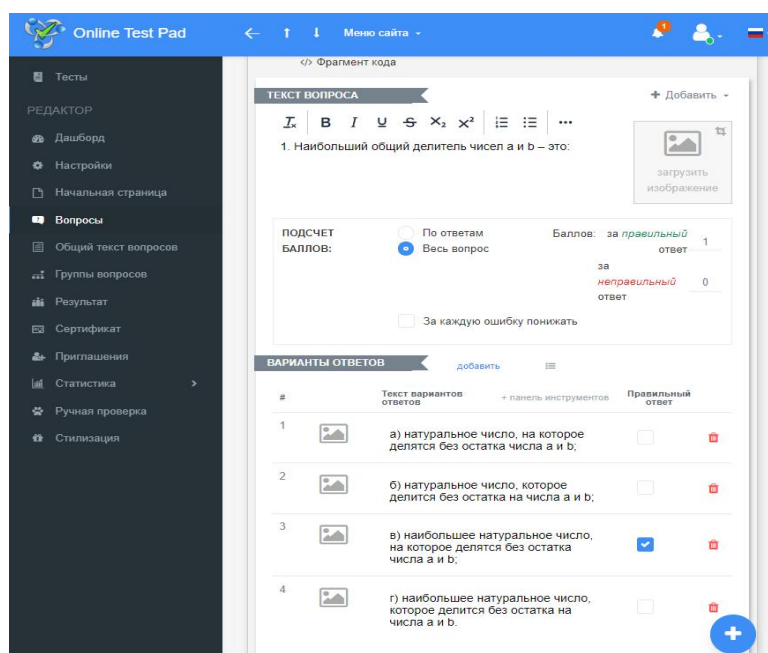 Online Test Pad
Меню сайта
1
Тесты
РЕДАКТОР
Дашборд
Настройки
Начальная страница
Вопросы
Общий текст вопросов
Группы вопросов
Результат
Сертификат
Приглашения
Статистика
Ручная проверка
Стилизация
</> Фрагмент кода
ТЕКСТ ВОПРОСА
+ Добавить
Tx B I U S X₂ X²
1. Наибольший общий делитель чисел a и b – это:
загрузить
изображение
ПОДСЧЕТ
БАЛЛОВ:
По ответам
Весь вопрос
Баллов: за правильный
ответ 1
за
неправильный 0
ответ
За каждую ошибку понижать
ВАРИАНТЫ ОТВЕТОВ
добавить
# Текст вариантов
ответов
+ панель инструментов
Правильный
ответ
1
а) натуральное число, на которое
делятся без остатка числа a и b;
2
б) натуральное число, которое
делится без остатка на числа a и b;
3
в) наибольшее натуральное число,
на которое делятся без остатка
числа a и b;
4
г) наибольшее натуральное число,
которое делится без остатка на
числа a и b.